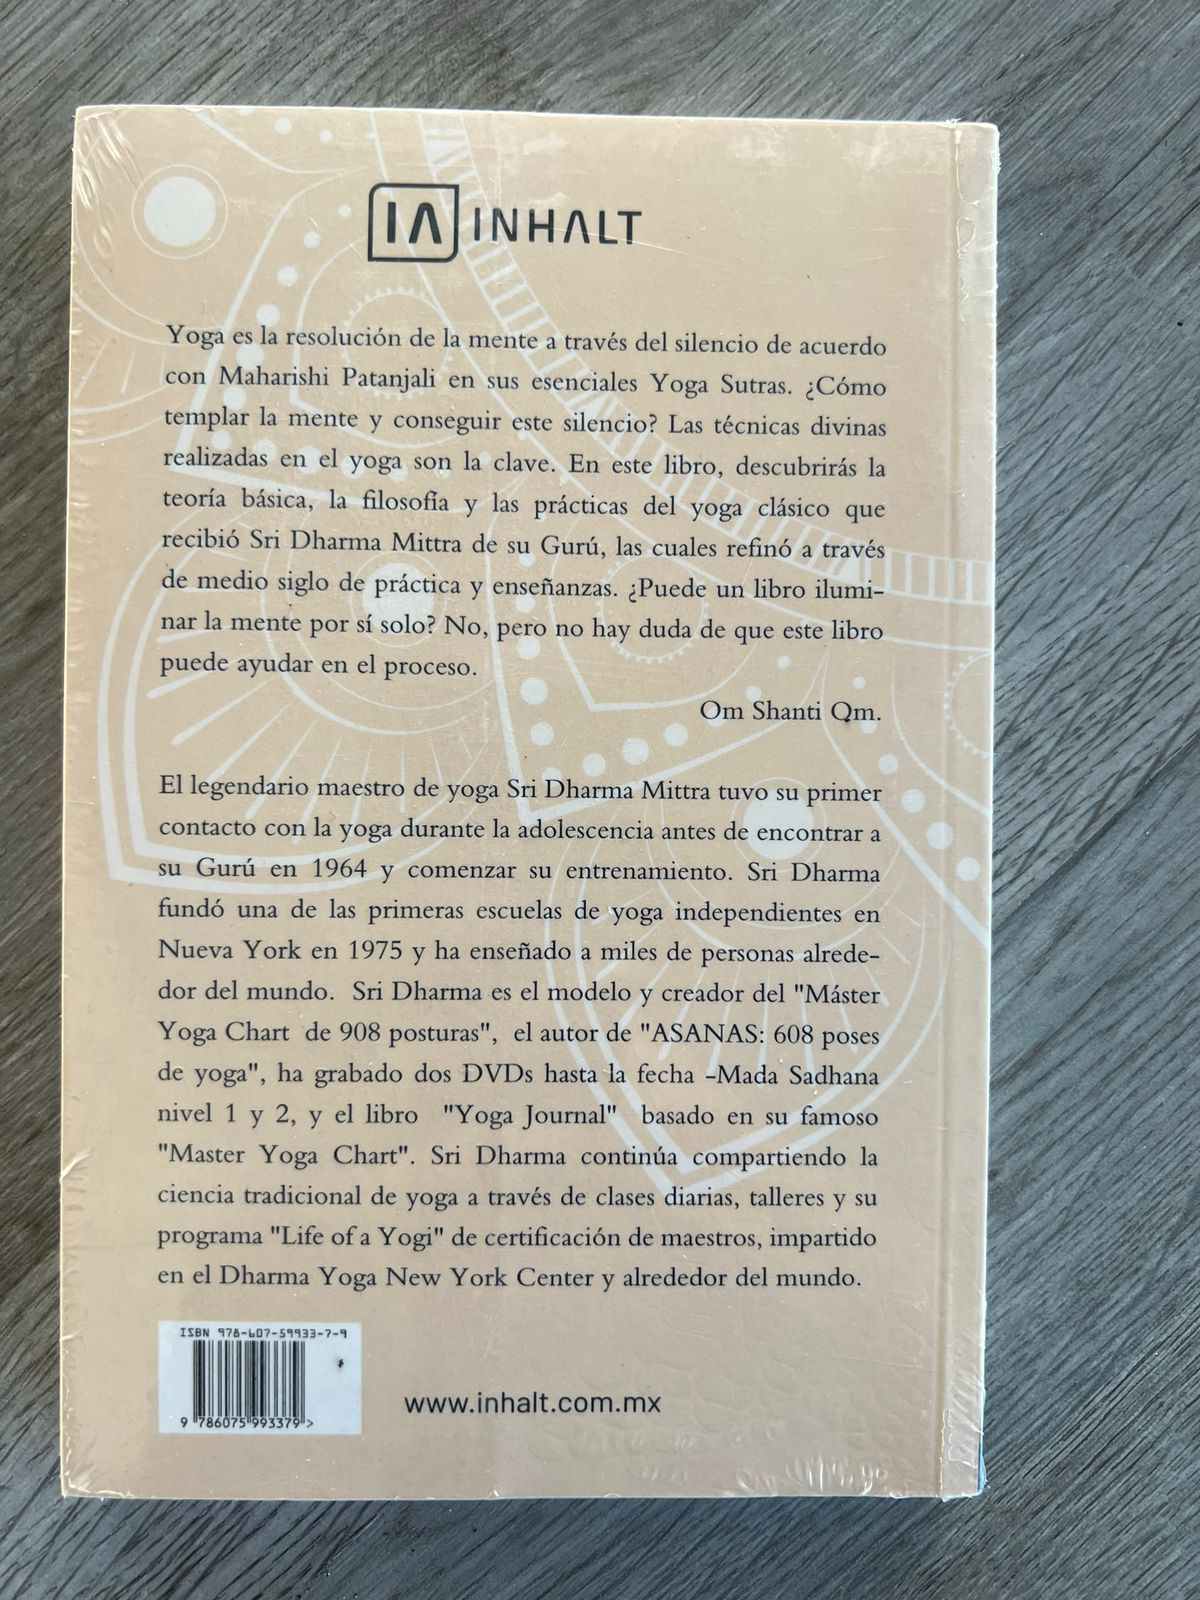 IA INHALT
Yoga es la resolución de la mente a través del silencio de acuerdo
con Maharishi Patanjali en sus esenciales Yoga Sutras. ¿Cómo
templar la mente y conseguir este silencio? Las técnicas divinas
realizadas en el yoga son la clave. En este libro, descubrirás la
teoría básica, la filosofía y las prácticas del yoga clásico que
recibió Sri Dharma Mittra de su Gurú, las cuales refinó a través
de medio siglo de práctica y enseñanzas. ¿Puede un libro ilumi-
nar la mente por sí solo? No, pero no hay duda de que este libro
puede ayudar en el proceso.
Om Shanti Om.
El legendario maestro de yoga Sri Dharma Mittra tuvo su primer
contacto con la yoga durante la adolescencia antes de encontrar a
su Gurú en 1964 y comenzar su entrenamiento. Sri Dharma
fundó una de las primeras escuelas de yoga independientes en
Nueva York en 1975 y ha enseñado a miles de personas alrede-
dor del mundo. Sri Dharma es el modelo y creador del "Máster
Yoga Chart de 908 posturas", el autor de "ASANAS: 608 poses
de yoga", ha grabado dos DVDs hasta la fecha -Mada Sadhana
nivel 1 y 2, y el libro "Yoga Journal" basado en su famoso
"Master Yoga Chart". Sri Dharma continúa compartiendo la
ciencia tradicional de yoga a través de clases diarias, talleres y su
programa "Life of a Yogi" de certificación de maestros, impartido
en el Dharma Yoga New York Center y alrededor del mundo.
ISBN 978-607-59933-7-9
9 786075 993379 >
www.inhalt.com.mx